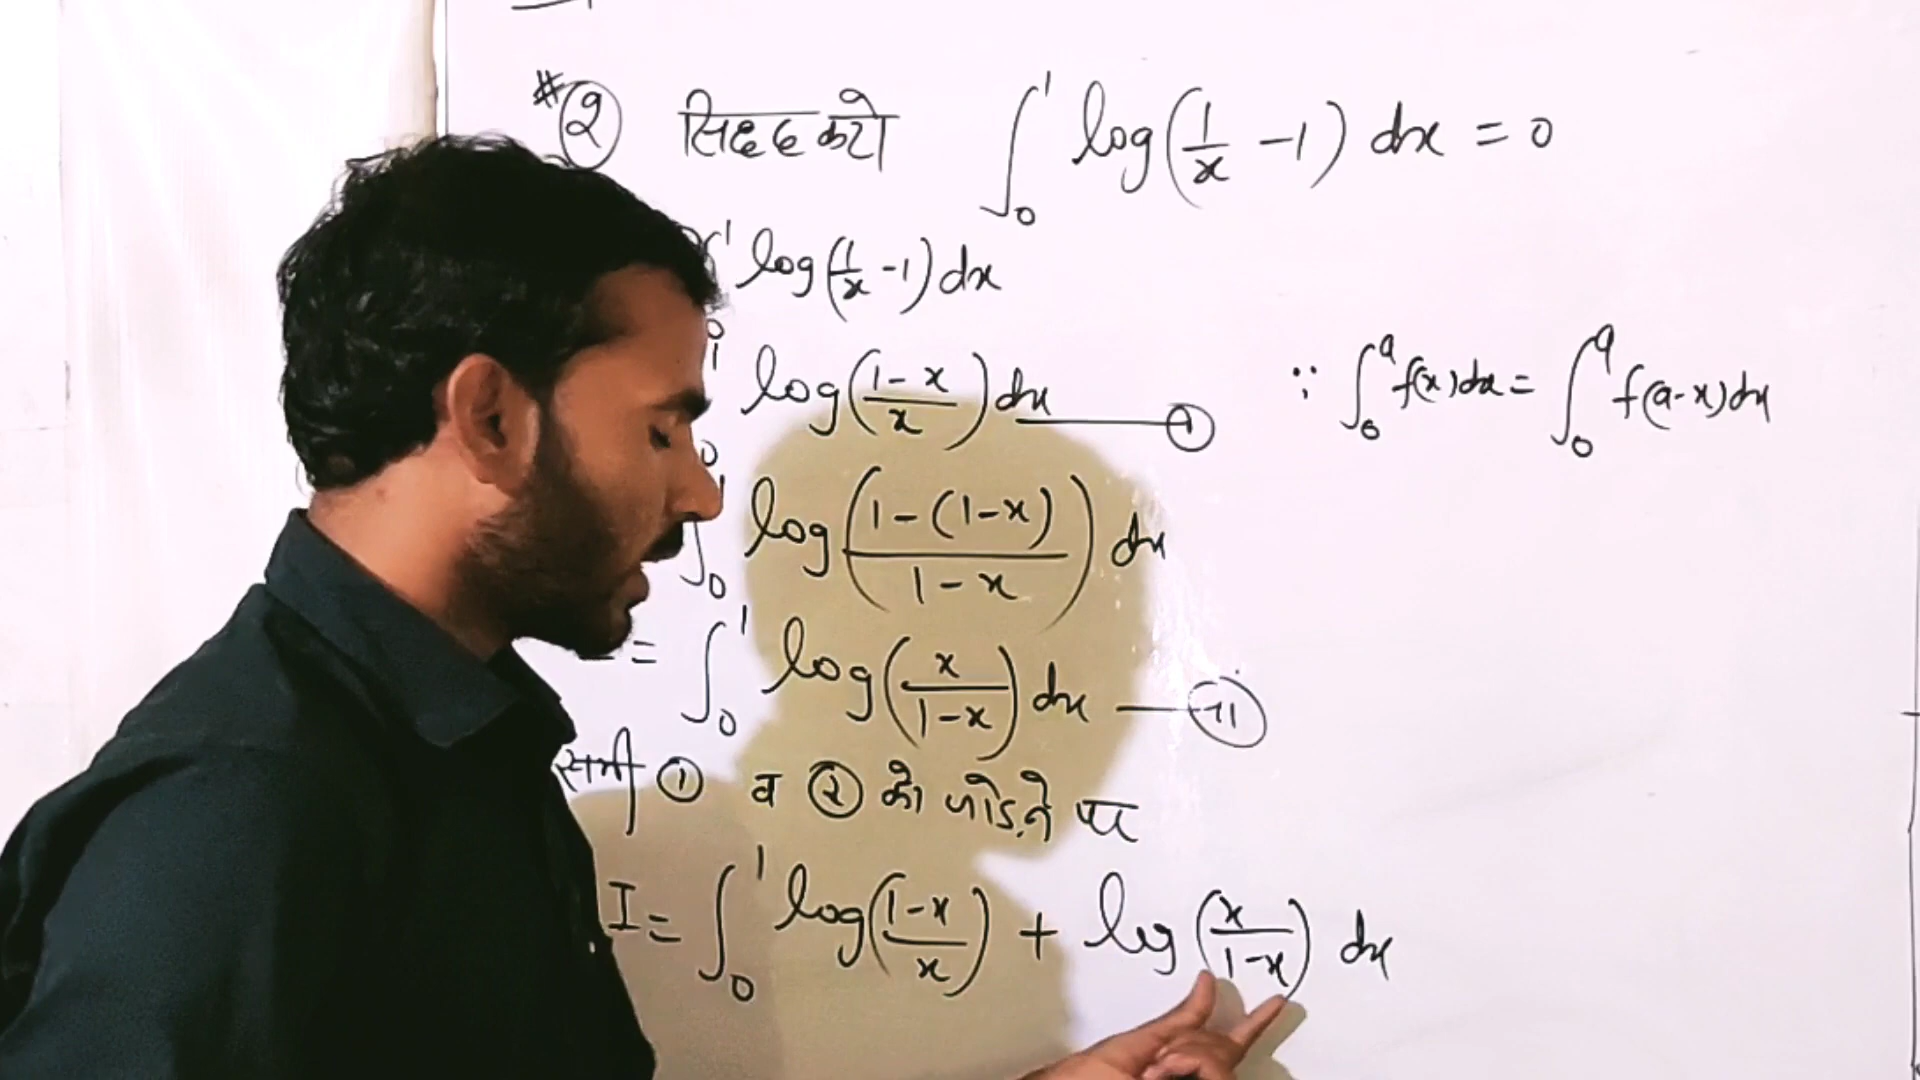 # २ सिद्ध करो ∫₀¹ log(1/x - 1) dx = 0
∫₀¹ log(1/x - 1) dx
∫₀¹ log((1-x)/x) dx —— ①
∵ ∫₀ᵃ f(x)dx = ∫₀ᵃ f(a-x)dx
∫₀¹ log((1-(1-x))/(1-x)) dx
= ∫₀¹ log(x/(1-x)) dx —— (ii)
① व ② को जोड़ने पर
I = ∫₀¹ log((1-x)/x) + log(x/(1-x)) dx